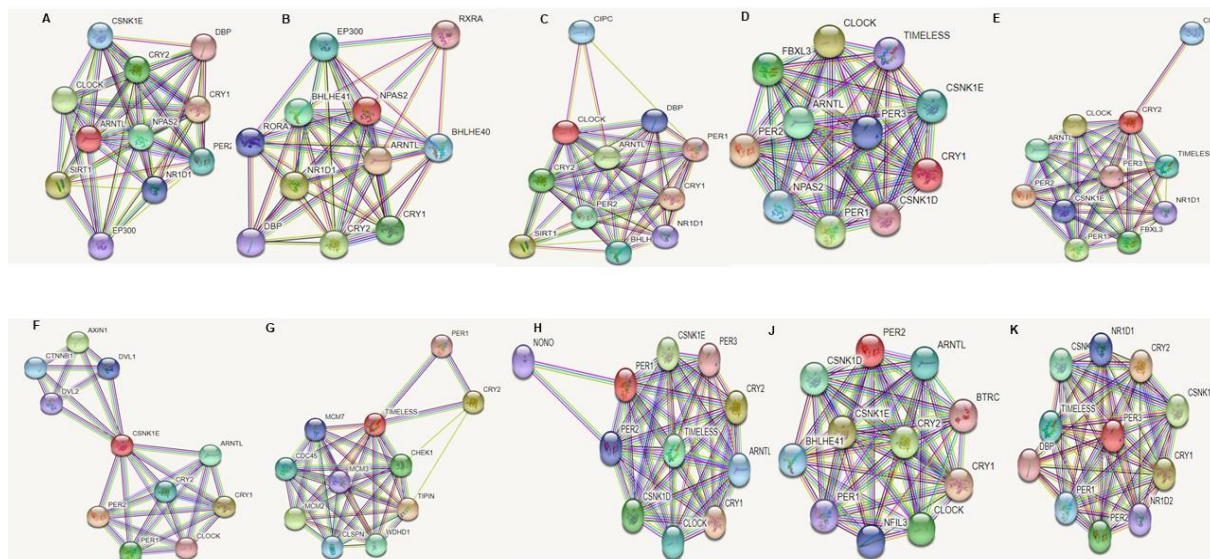 A
CSNK1E
DBP
CRY2
CLOCK
CRY1
ARNTL
NPAS2
PER2
SIRT1
NR1D1
EP300
B
RXRA
EP300
BHLHE41
NPAS2
RORA
BHLHE40
ARNTL
NR1D1
CRY1
DBP
CRY2
C
CIPC
DBP
CLOCK
PER1
ARNTL
CRY2
CRY1
PER2
NR1D1
SIRT1
BHLH
D
CLOCK
TIMELESS
FBXL3
CSNK1E
ARNTL
PER3
PER2
CRY1
NPAS2
CSNK1D
PER1
E
CI
CRY2
CLOCK
ARNTL
TIMELESS
PER3
PER2
CSNK1E
NR1D1
PER1
FBXL3
F
AXIN1
CTNNB1
DVL1
DVL2
CSNK1E
ARNTL
CRY2
CRY1
PER2
PER1
CLOCK
G
PER1
CRY2
TIMELESS
MCM7
CHEK1
CDC45
MCM3
TIPIN
MCM2
CLSPN
WDHD1
H
NONO
CSNK1E
PER3
PER1
CRY2
PER2
TIMELESS
ARNTL
CSNK1D
CRY1
CLOCK
J
PER2
ARNTL
CSNK1D
BTRC
CSNK1E
CRY2
BHLHE41
CRY1
PER1
CLOCK
NFIL3
K
NR1D1
CSNK
CRY2
CSNK1
TIMELESS
PER3
DBP
CRY1
PER1
NR1D2
PER2